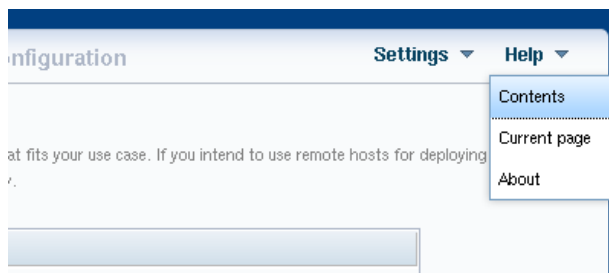 nfiguration Settings Help
Contents
Current page
at fits your use case. If you intend to use remote hosts for deploying
About